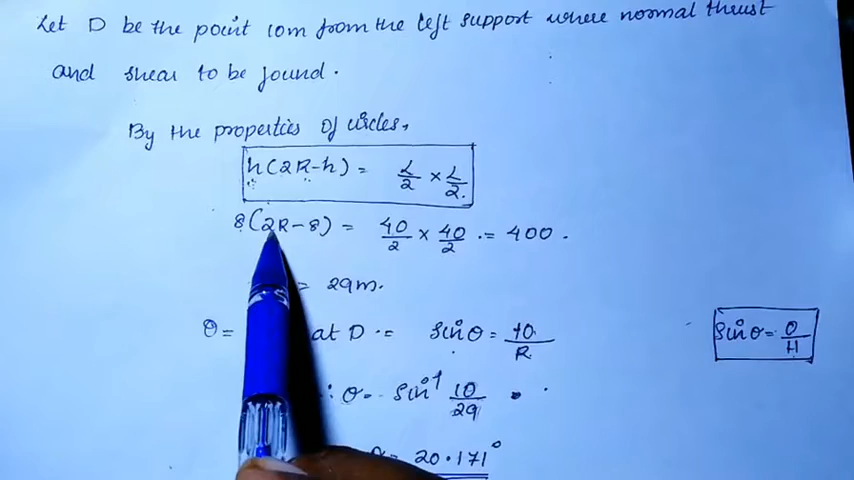 Let D be the point 10m from the left support where normal thrust
and shear to be found.
By the properties of circles,
h(2R-h) = L/2 × L/2.
8(2R-8) = 40/2 × 40/2 = 400.
= 29m.
θ = at D = sinθ = 10/R
θ = sin⁻¹ 10/29
20.171°
sinθ = O/H